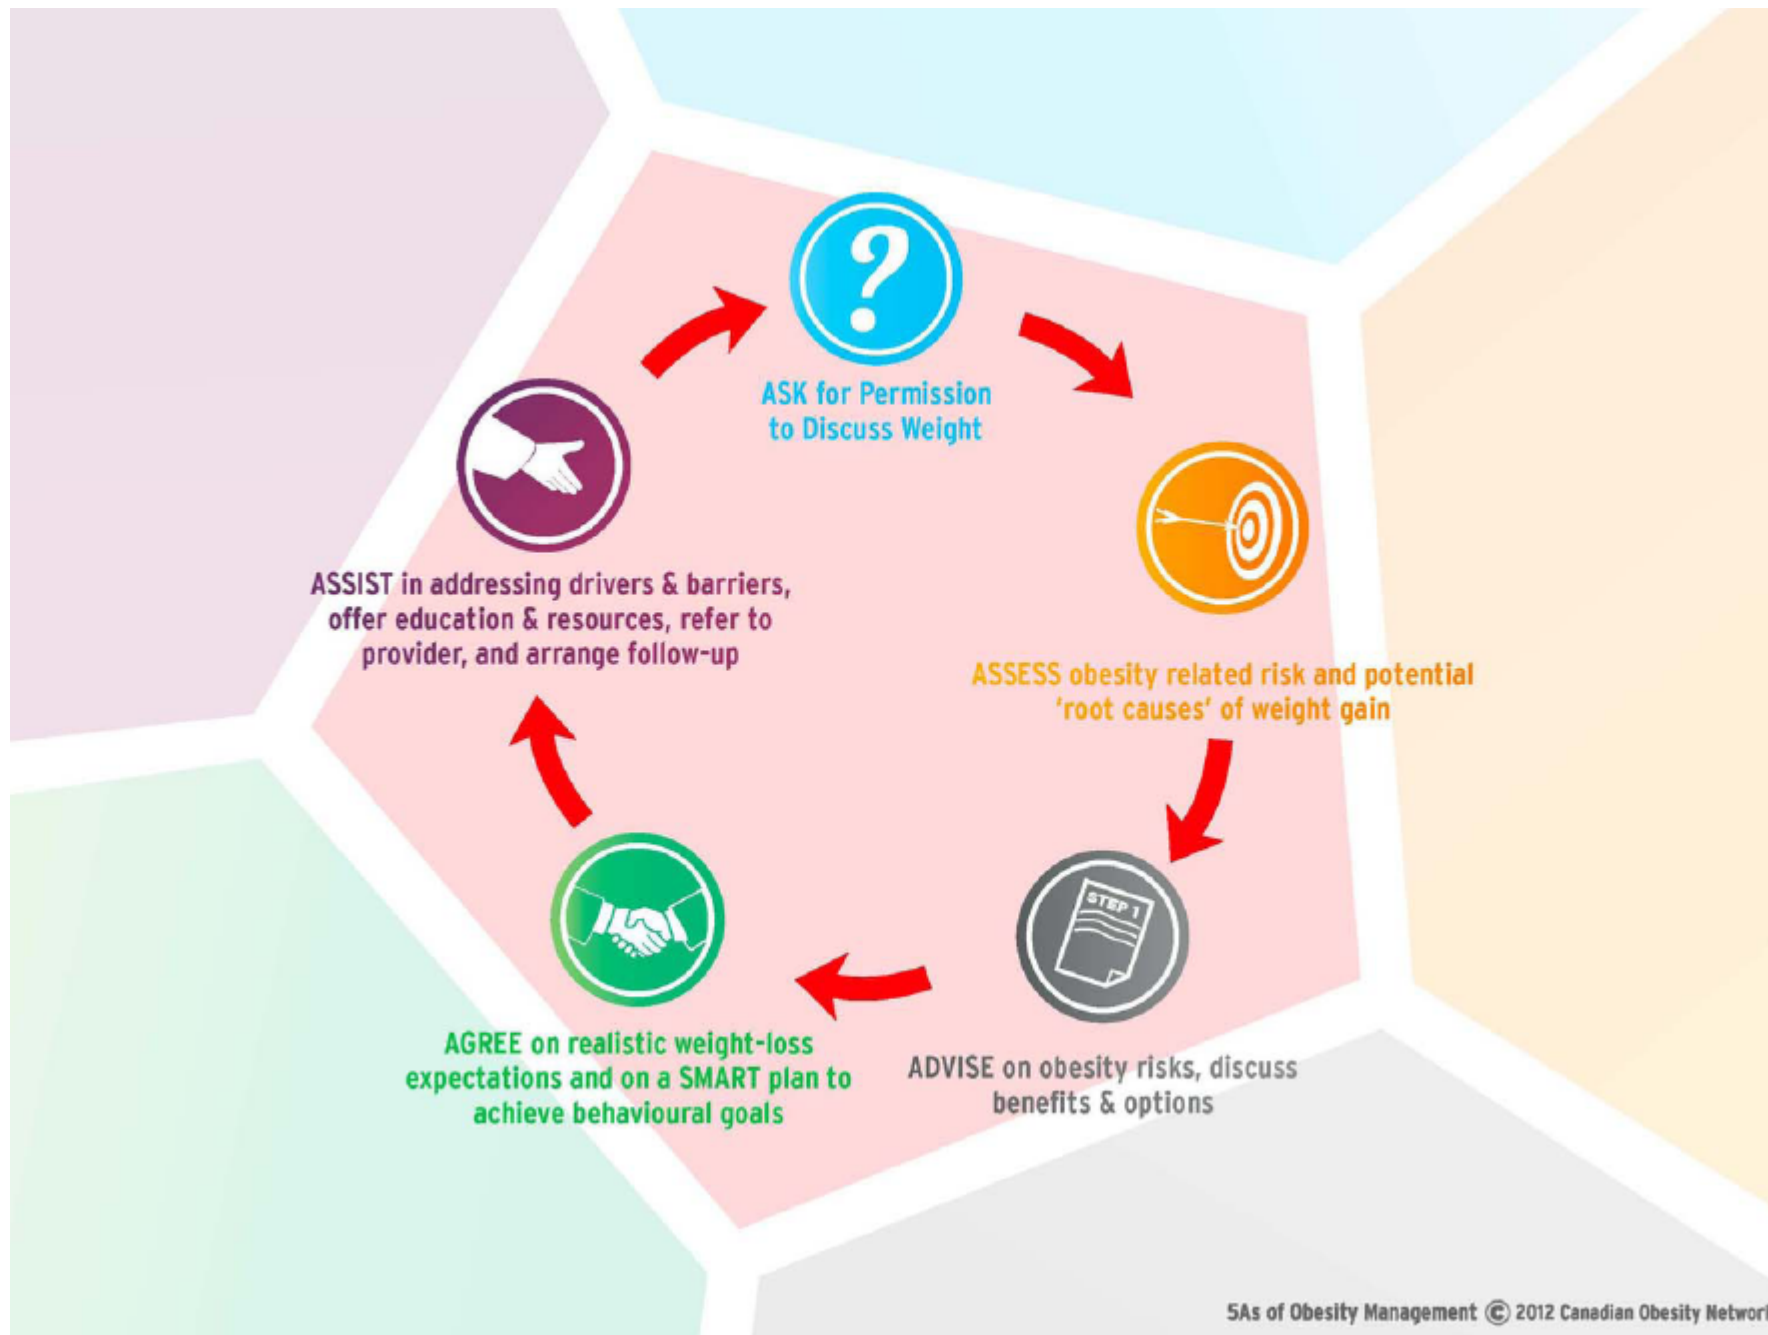 ASK for Permission
to Discuss Weight
ASSESS obesity related risk and potential
'root causes' of weight gain
STEP 1
ADVISE on obesity risks, discuss
benefits & options
AGREE on realistic weight-loss
expectations and on a SMART plan to
achieve behavioural goals
ASSIST in addressing drivers & barriers,
offer education & resources, refer to
provider, and arrange follow-up
5As of Obesity Management © 2012 Canadian Obesity Network